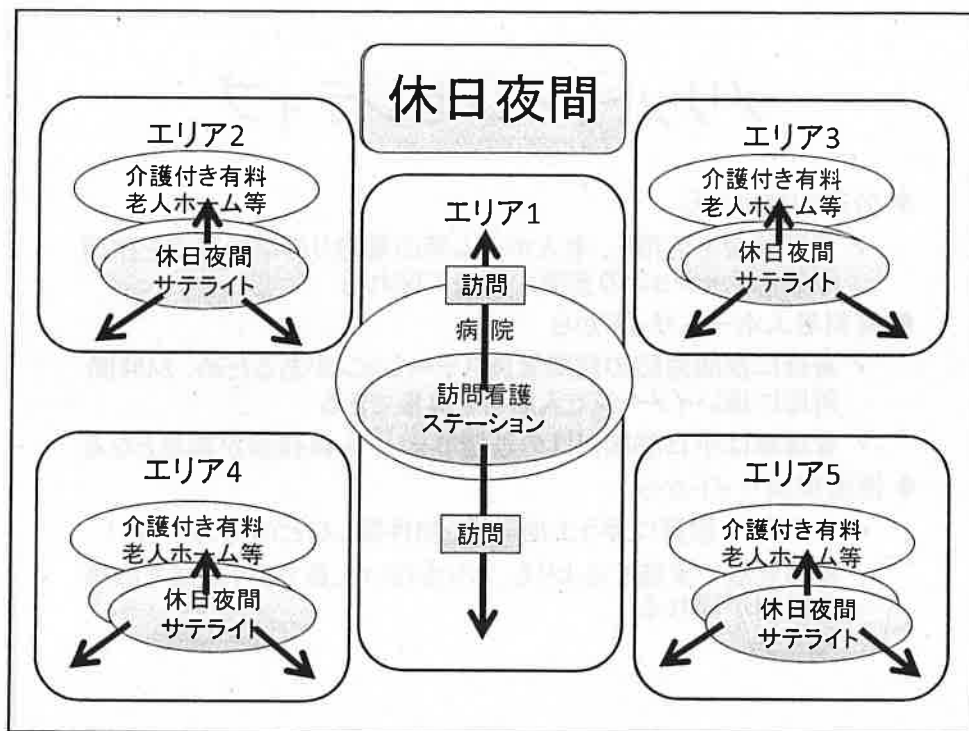 休日夜間
エリア2
介護付き有料
老人ホーム等
休日夜間
サテライト
エリア3
介護付き有料
老人ホーム等
休日夜間
サテライト
エリア1
訪問
病院
訪問看護
ステーション
訪問
エリア4
介護付き有料
老人ホーム等
休日夜間
サテライト
エリア5
介護付き有料
老人ホーム等
休日夜間
サテライト